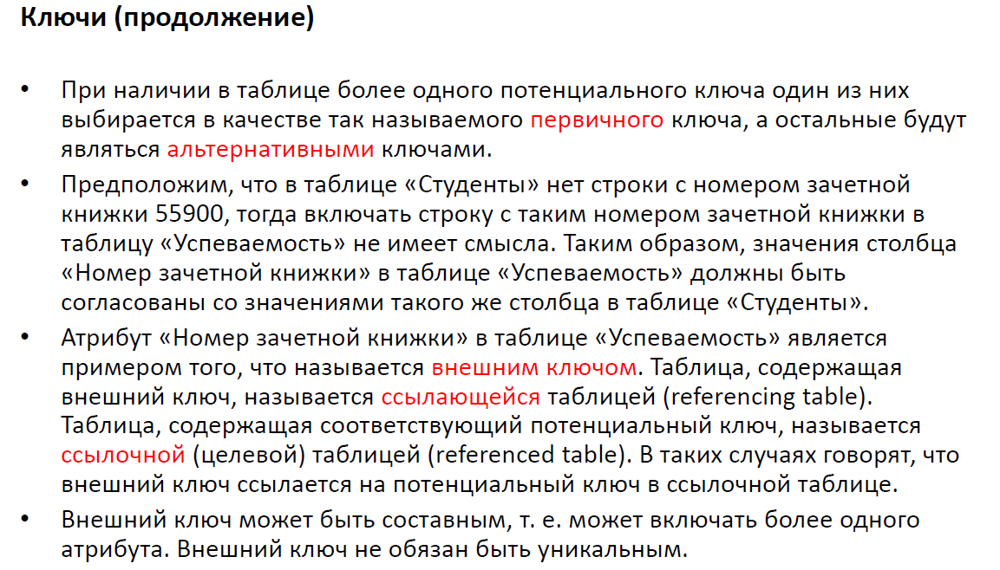 Ключи (продолжение)
• При наличии в таблице более одного потенциального ключа один из них
выбирается в качестве так называемого первичного ключа, а остальные будут
являться альтернативными ключами.
• Предположим, что в таблице «Студенты» нет строки с номером зачетной
книжки 55900, тогда включать строку с таким номером зачетной книжки в
таблицу «Успеваемость» не имеет смысла. Таким образом, значения столбца
«Номер зачетной книжки» в таблице «Успеваемость» должны быть
согласованы со значениями такого же столбца в таблице «Студенты».
• Атрибут «Номер зачетной книжки» в таблице «Успеваемость» является
примером того, что называется внешним ключом. Таблица, содержащая
внешний ключ, называется ссылающейся таблицей (referencing table).
Таблица, содержащая соответствующий потенциальный ключ, называется
ссылочной (целевой) таблицей (referenced table). В таких случаях говорят, что
внешний ключ ссылается на потенциальный ключ в ссылочной таблице.
• Внешний ключ может быть составным, т. е. может включать более одного
атрибута. Внешний ключ не обязан быть уникальным.